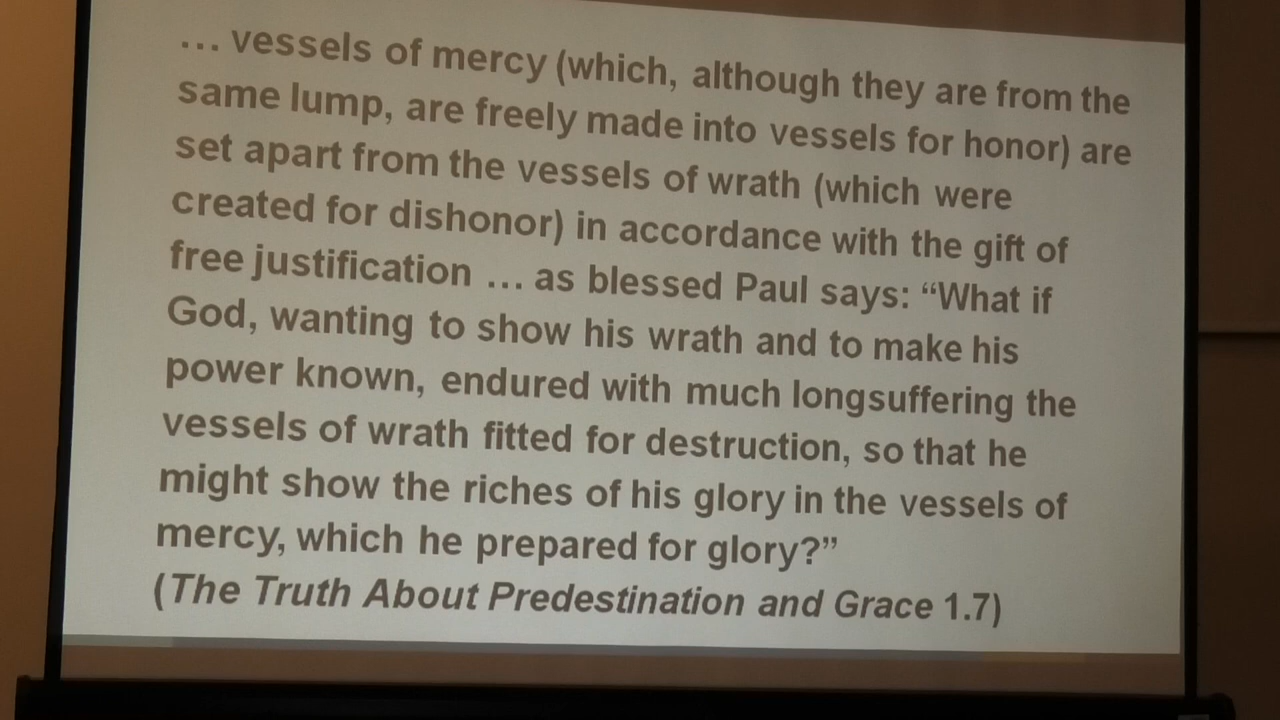 ... vessels of mercy (which, although they are from the
same lump, are freely made into vessels for honor) are
set apart from the vessels of wrath (which were
created for dishonor) in accordance with the gift of
free justification ... as blessed Paul says: “What if
God, wanting to show his wrath and to make his
power known, endured with much longsuffering the
vessels of wrath fitted for destruction, so that he
might show the riches of his glory in the vessels of
mercy, which he prepared for glory?”
(The Truth About Predestination and Grace 1.7)